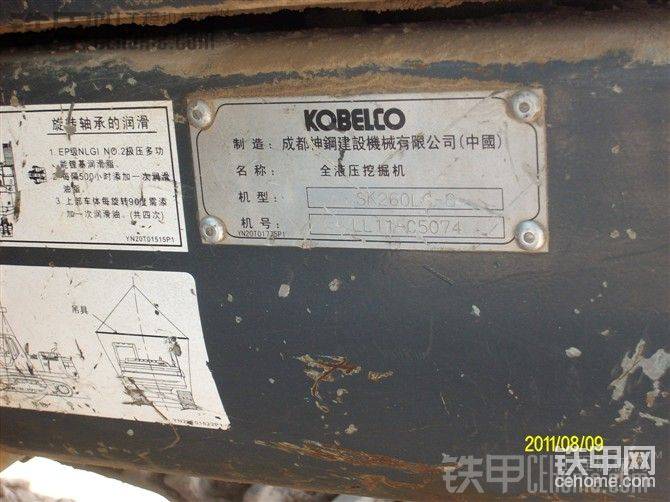 旋转轴承的润滑
1. EP级NLGI NO.2极压多功
能锂基润滑脂。
2. 每隔500小时添加一次润滑
油脂。
3. 上部车体每旋转90度需添
加一次润滑油。(共四次)
YN20T01515P1
KOBELCO
制造: 成都神鋼建設機械有限公司(中國)
名称: 全液压挖掘机
机型: SK260LC-8
机号: LL11-C5074
吊具
2011/08/09
铁甲网
cehome.com